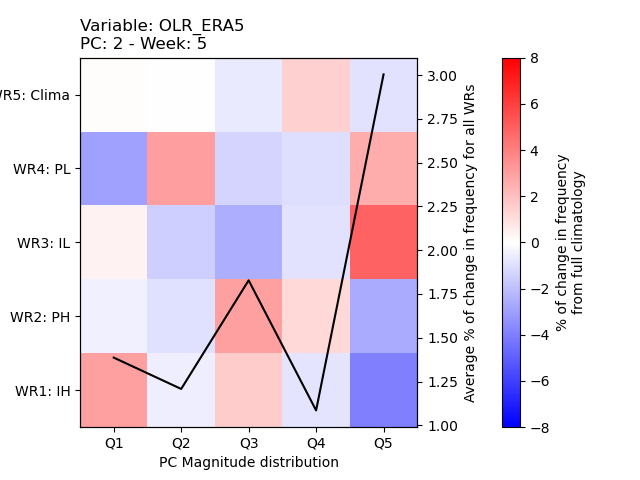 Variable: OLR_ERA5
PC: 2 - Week: 5
WR5: Clima
WR4: PL
WR3: IL
WR2: PH
WR1: IH
Q1 Q2 Q3 Q4 Q5
PC Magnitude distribution
3.00
2.75
2.50
2.25
2.00
1.75
1.50
1.25
1.00
Average % of change in frequency for all WRs
8
6
4
2
0
−2
−4
−6
−8
% of change in frequency
from full climatology